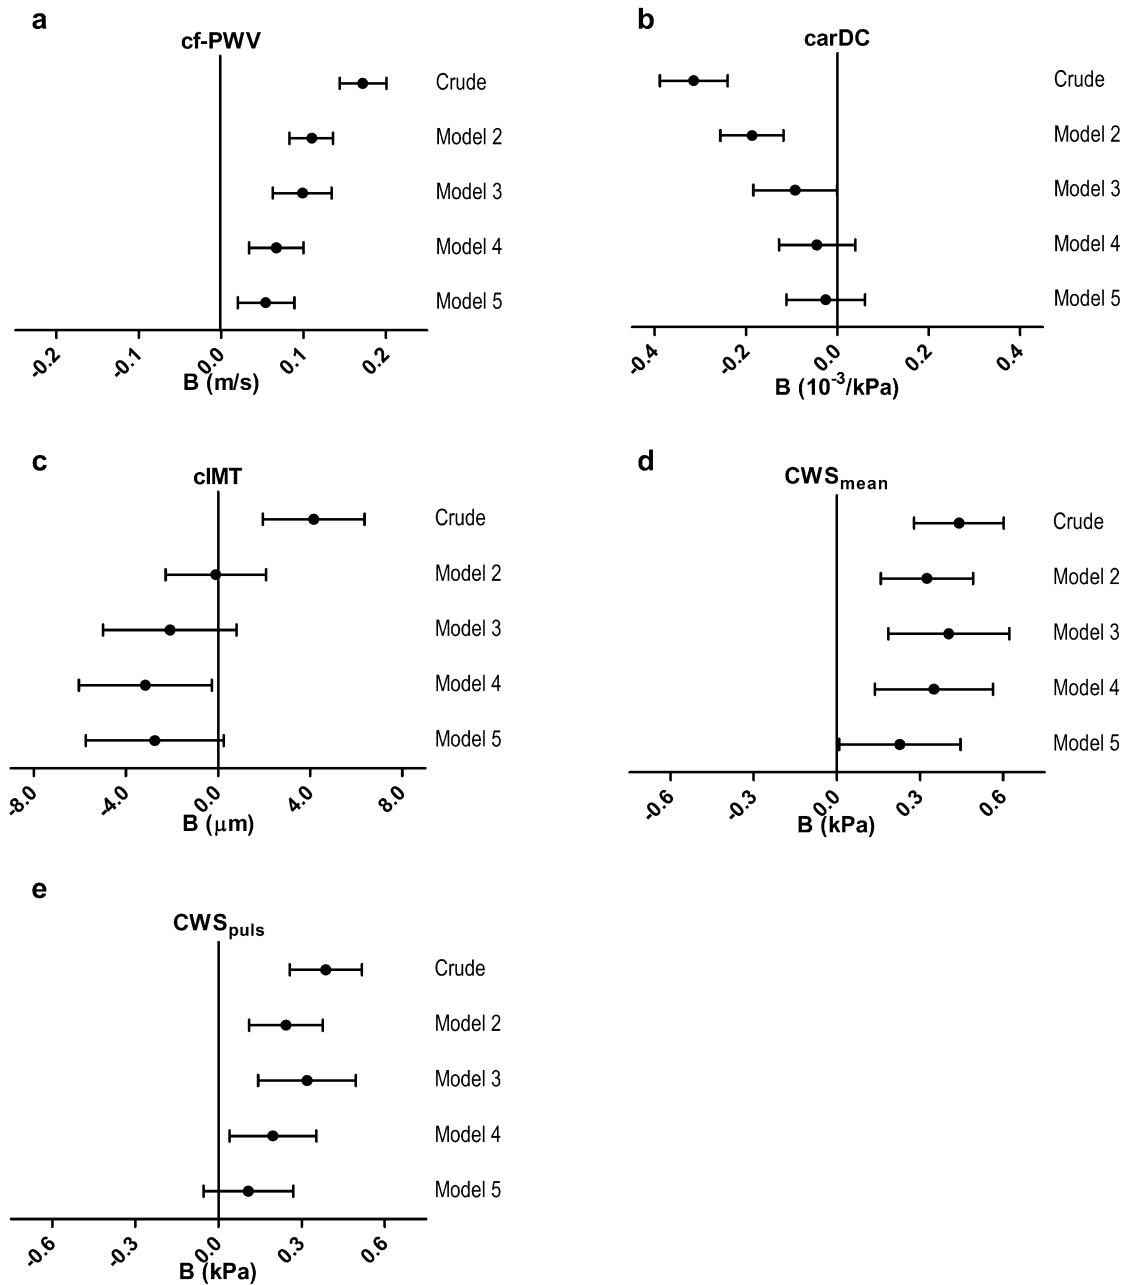 a
cf-PWV
Crude
Model 2
Model 3
Model 4
Model 5
-0.2 -0.1 0.0 0.1 0.2
B (m/s)
b
carDC
Crude
Model 2
Model 3
Model 4
Model 5
-0.4 -0.2 0.0 0.2 0.4
B (10⁻³/kPa)
c
cIMT
Crude
Model 2
Model 3
Model 4
Model 5
-8.0 -4.0 0.0 4.0 8.0
B (µm)
d
CWSmean
Crude
Model 2
Model 3
Model 4
Model 5
-0.6 -0.3 0.0 0.3 0.6
B (kPa)
e
CWSpuls
Crude
Model 2
Model 3
Model 4
Model 5
-0.6 -0.3 0.0 0.3 0.6
B (kPa)